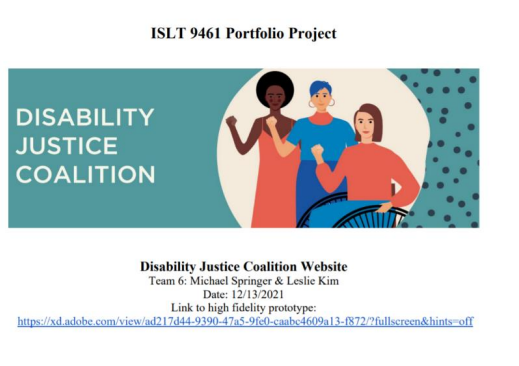 ISLT 9461 Portfolio Project
DISABILITY
JUSTICE
COALITION
Disability Justice Coalition Website
Team 6: Michael Springer & Leslie Kim
Date: 12/13/2021
Link to high fidelity prototype:
https://xd.adobe.com/view/ad217d44-9390-47a5-9fe0-caabc4609a13-f872/?fullscreen&hints=off